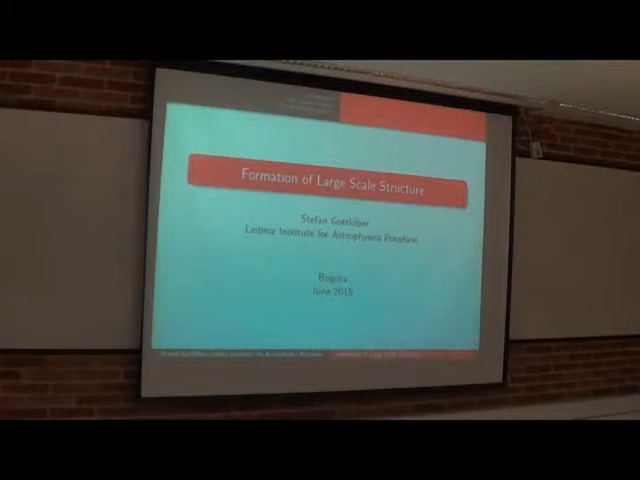 Formation of Large Scale Structure
Stefan Gottlöber
Leibniz Institute for Astrophysics Potsdam
Bogota
June 2015